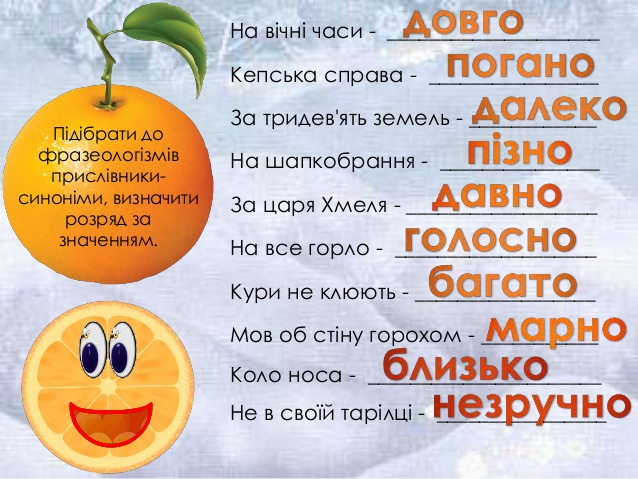 Підібрати до
фразеологізмів
прислівники-
синоніми, визначити
розряд за
значенням.
На вічні часи - довго
Кепська справа - погано
За тридев'ять земель - далеко
На шапкобрання - пізно
За царя Хмеля - давно
На все горло - голосно
Кури не клюють - багато
Мов об стіну горохом - марно
Коло носа - близько
Не в своїй тарілці - незручно